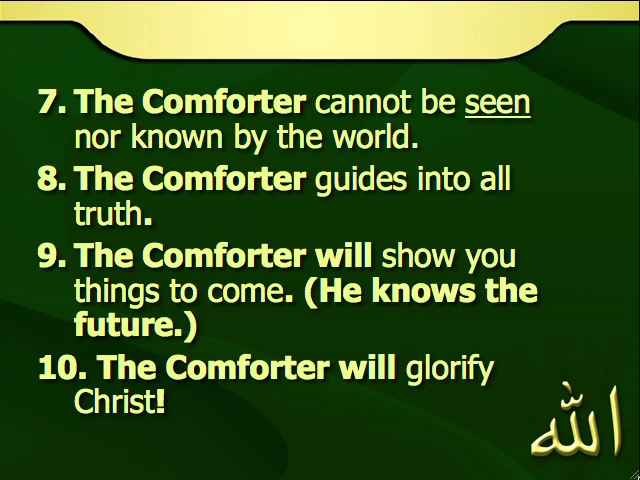 7. The Comforter cannot be seen
nor known by the world.
8. The Comforter guides into all
truth.
9. The Comforter will show you
things to come. (He knows the
future.)
10. The Comforter will glorify
Christ!
الله